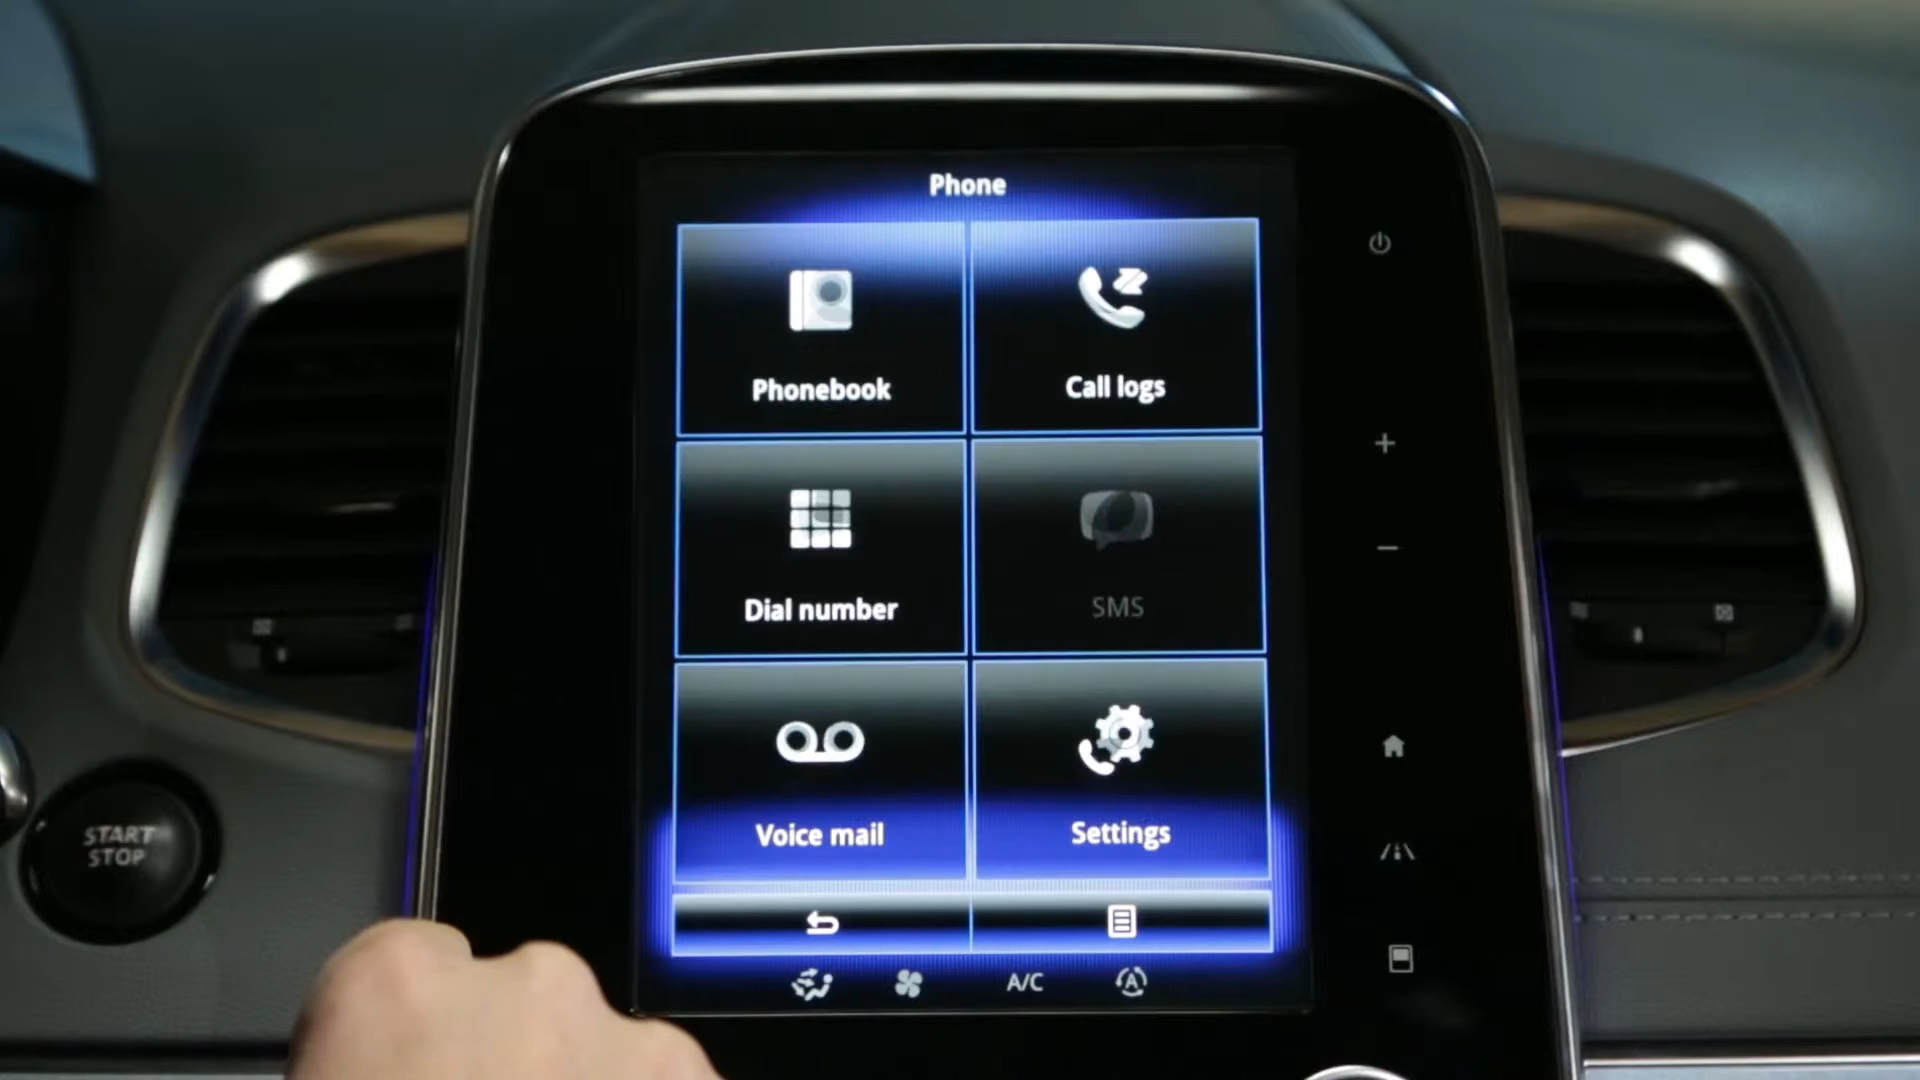 Phone
Phonebook
Call logs
Dial number
SMS
Voice mail
Settings
START
STOP
A/C
A